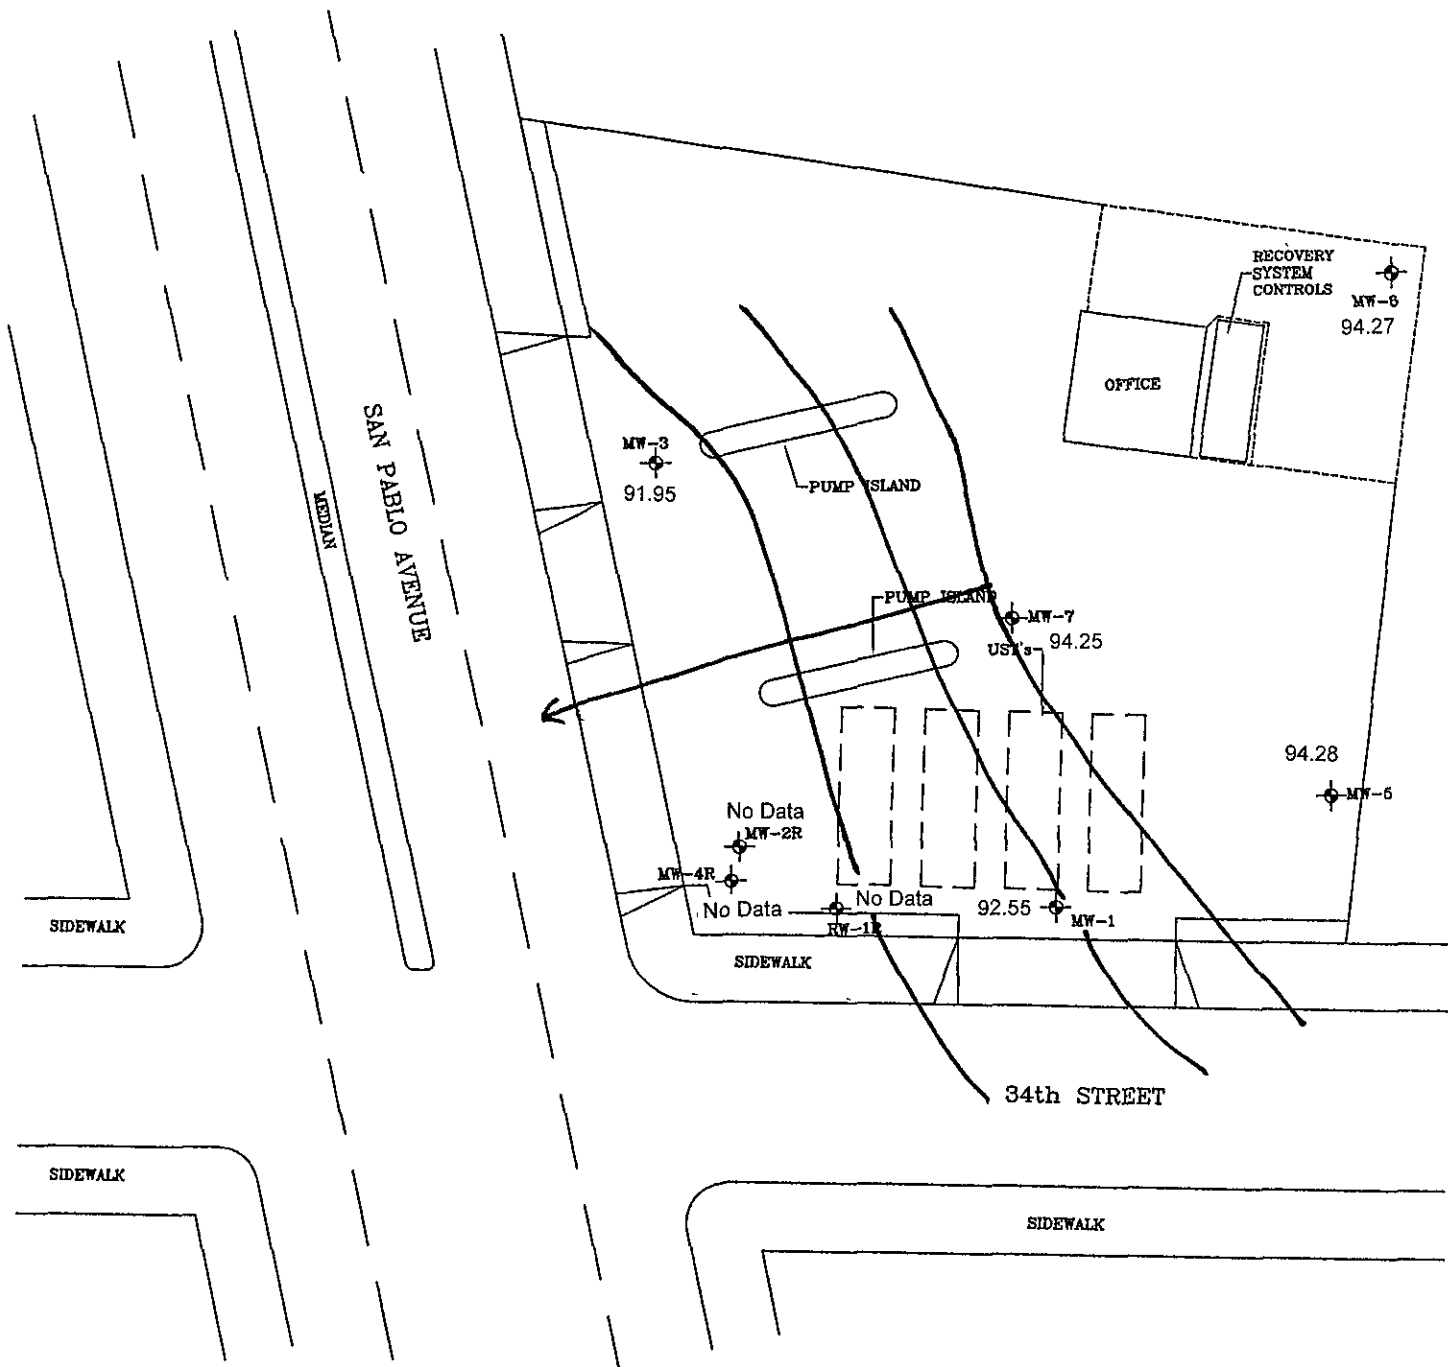 RECOVERY
SYSTEM
CONTROLS
MW-6
94.27
OFFICE
SAN PABLO AVENUE
MEDIAN
MW-3
91.95
PUMP ISLAND
PUMP ISLAND
MW-7
UST's
94.25
94.28
MW-5
No Data
MW-2R
MW-4R
No Data
No Data
RW-1R
92.55
MW-1
SIDEWALK
SIDEWALK
34th STREET
SIDEWALK
SIDEWALK